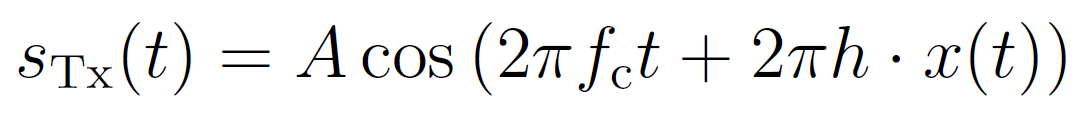 s_Tx(t) = A cos (2πf_c t + 2πh · x(t))